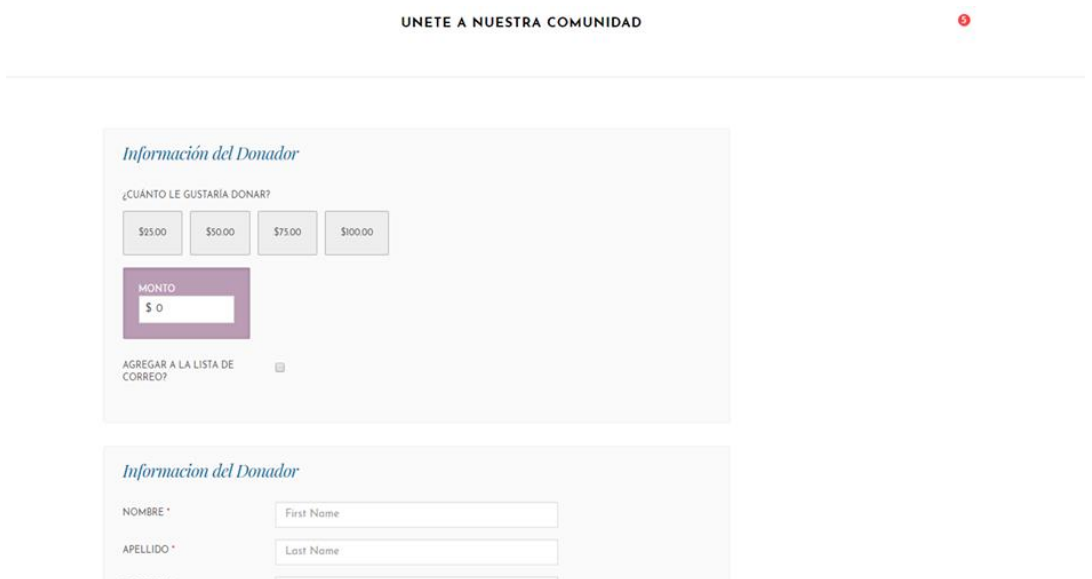 UNETE A NUESTRA COMUNIDAD
5
Información del Donador
¿CUÁNTO LE GUSTARÍA DONAR?
$25.00 $50.00 $75.00 $100.00
MONTO
$ 0
AGREGAR A LA LISTA DE
CORREO?
Informacion del Donador
NOMBRE * First Name
APELLIDO * Last Name